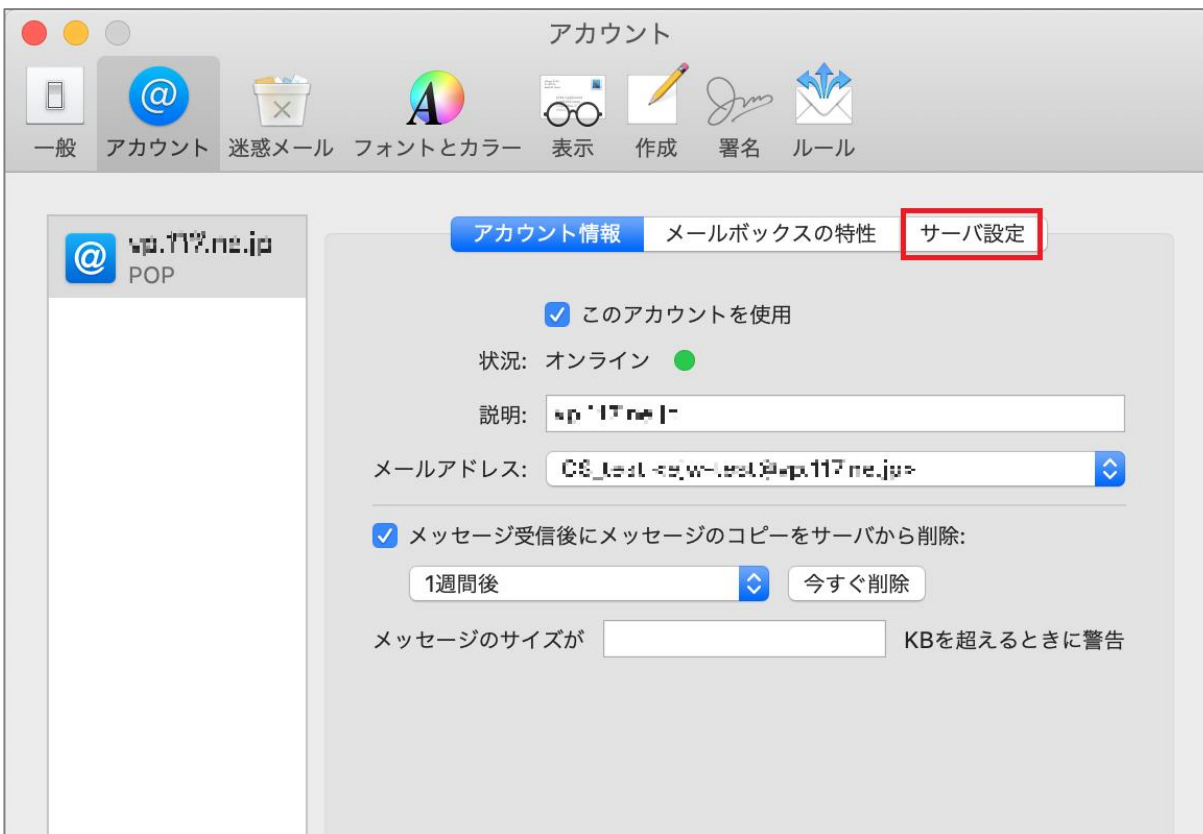 アカウント
一般 アカウント 迷惑メール フォントとカラー 表示 作成 署名 ルール
アカウント情報 メールボックスの特性 サーバ設定
POP
このアカウントを使用
状況: オンライン
説明:
メールアドレス:
メッセージ受信後にメッセージのコピーをサーバから削除:
1週間後 今すぐ削除
メッセージのサイズが KBを超えるときに警告